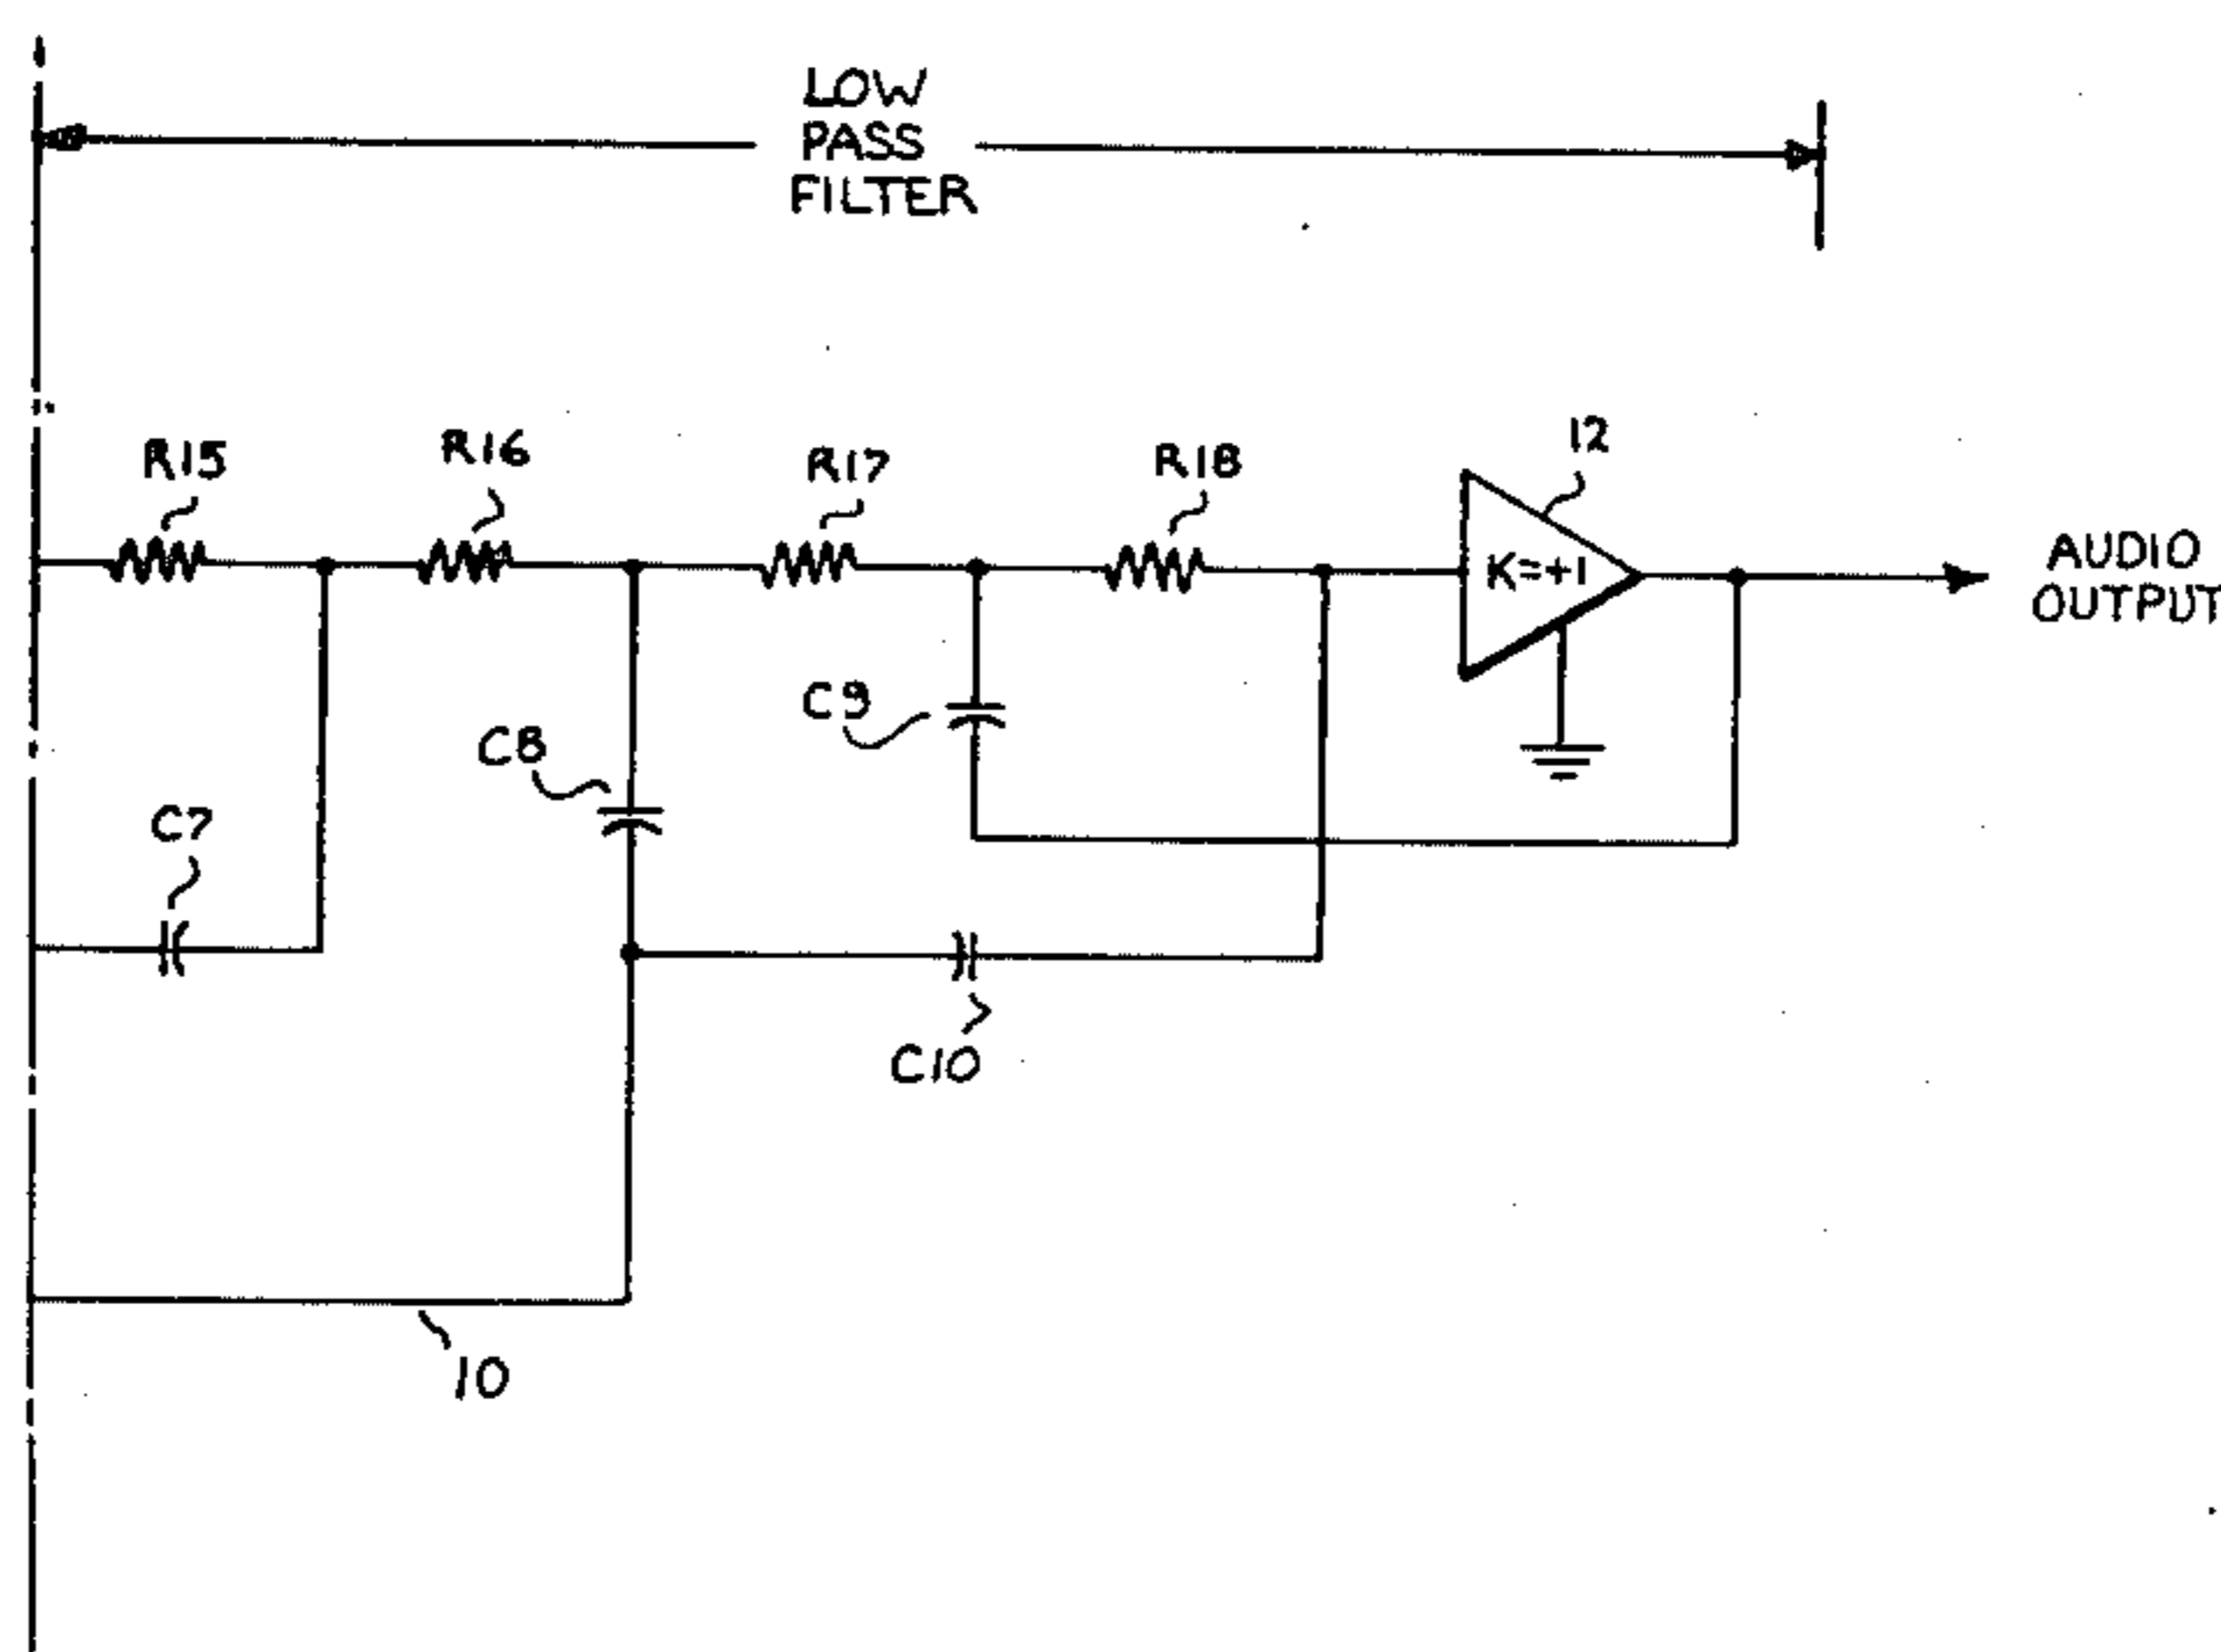 LOW
PASS
FILTER
R15
R16
R17
R18
12
K=+1
AUDIO
OUTPUT
C9
C8
C7
C10
10